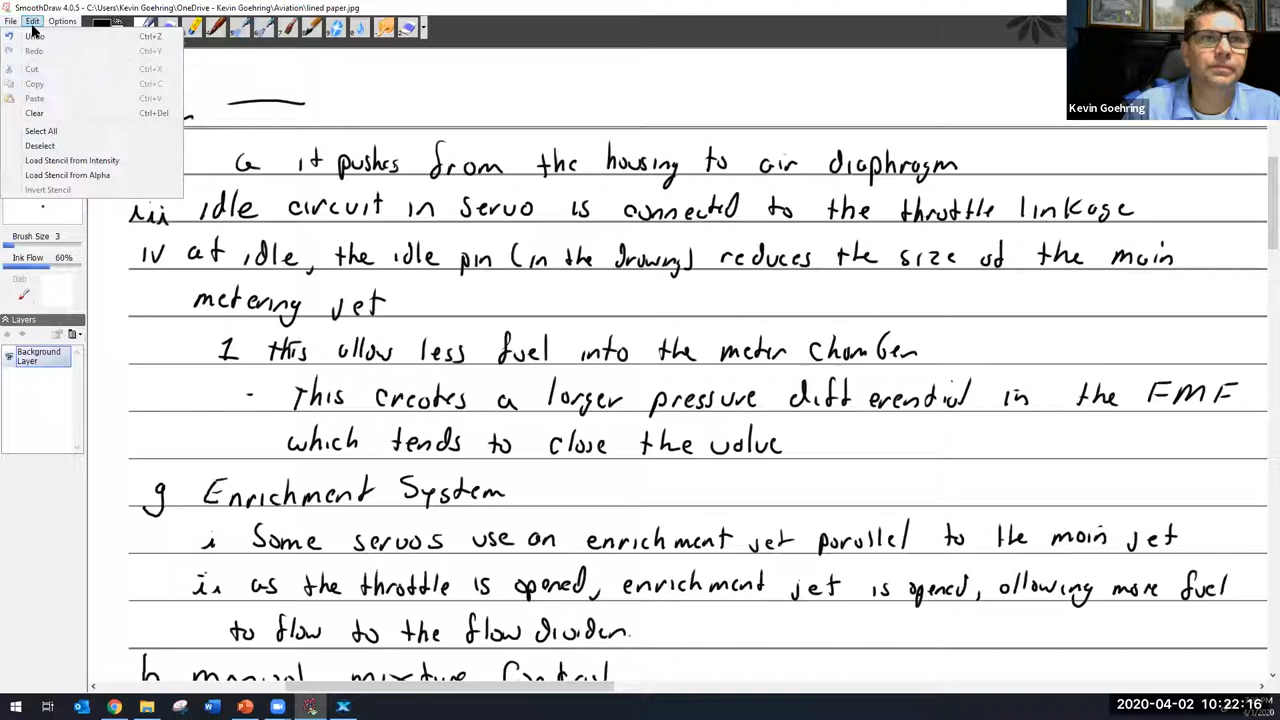 SmoothDraw 4.0.5 - C:\Users\Kevin Goehring\OneDrive - Kevin Goehring\Aviation\lined paper.jpg
File Edit Options
Undo Ctrl+Z
Redo Ctrl+Y
Cut Ctrl+X
Copy Ctrl+C
Paste Ctrl+V
Clear Ctrl+Del
Select All
Deselect
Load Stencil from Intensity
Load Stencil from Alpha
Invert Stencil
Brush Size 3
Ink Flow 60%
Dab
Layers
Background Layer
Kevin Goehring
a it pushes from the housing to air diaphragm
iii idle circuit in servo is connected to the throttle linkage
iv at idle, the idle pin (in the drawing) reduces the size of the main
metering jet
1 this allow less fuel into the meter chamber
- This creates a larger pressure differential in the FMF
which tends to close the valve
g Enrichment System
i Some servos use an enrichment jet parallel to the main jet
ii as the throttle is opened, enrichment jet is opened, allowing more fuel
to flow to the flow divider.
h manual mixture Control
2020-04-02 10:22:16